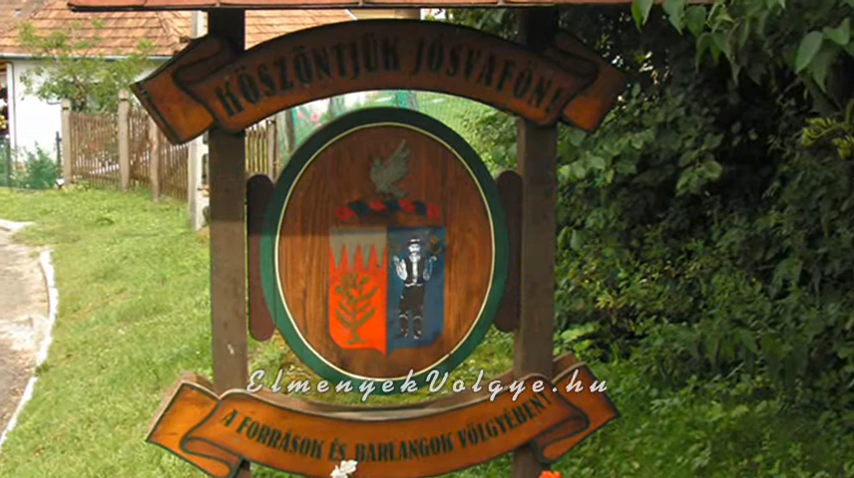 KÖSZÖNTJÜK JÓSVAFŐN!
ElmenyekVolgye.hu
A FORRÁSOK ÉS BARLANGOK VÖLGYÉBEN!